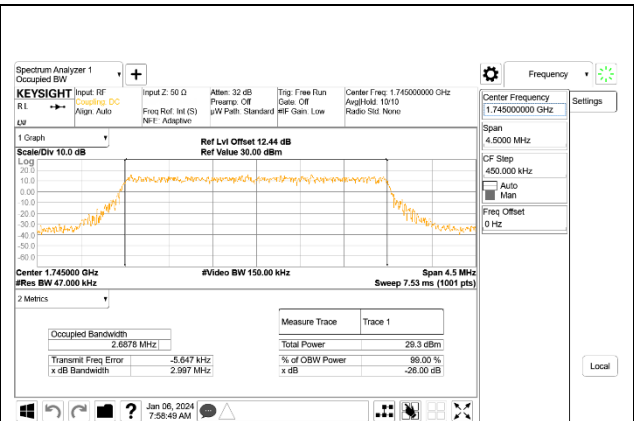 Spectrum Analyzer 1
Occupied BW
Frequency
KEYSIGHT
Input: RF
Coupling: DC
Align: Auto
Input Z: 50 Ω
Freq Ref: Int (S)
NFE: Adaptive
Atten: 32 dB
Preamp: Off
µW Path: Standard
Trig: Free Run
Gate: Off
#IF Gain: Low
Center Freq: 1.745000000 GHz
Avg|Hold: 10/10
Radio Std: None
RL
Center Frequency
1.745000000 GHz
Settings
Span
4.5000 MHz
CF Step
450.000 kHz
Auto
Man
Freq Offset
0 Hz
1 Graph
Scale/Div 10.0 dB
Ref Lvl Offset 12.44 dB
Ref Value 30.00 dBm
Log
20.0
10.0
0.00
-10.0
-20.0
-30.0
-40.0
-50.0
-60.0
Center 1.745000 GHz
#Res BW 47.000 kHz
#Video BW 150.00 kHz
Span 4.5 MHz
Sweep 7.53 ms (1001 pts)
2 Metrics
Measure Trace Trace 1
Occupied Bandwidth
2.6878 MHz
Total Power 29.3 dBm
Transmit Freq Error -5.647 kHz
% of OBW Power 99.00 %
x dB Bandwidth 2.997 MHz
x dB -26.00 dB
Local
Jan 06, 2024
7:58:49 AM